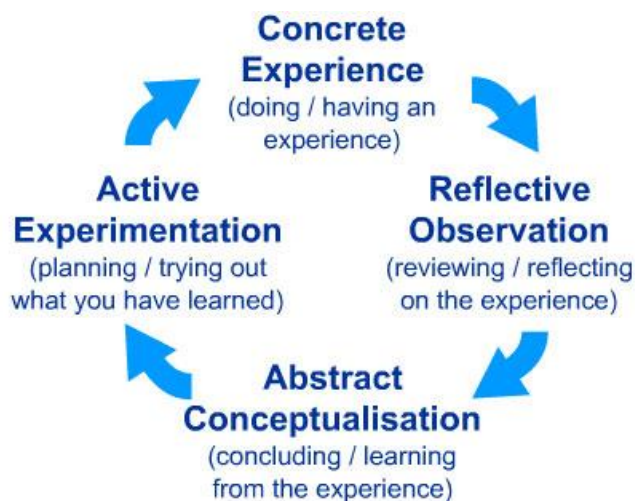 Concrete
Experience
(doing / having an
experience)
Reflective
Observation
(reviewing / reflecting
on the experience)
Abstract
Conceptualisation
(concluding / learning
from the experience)
Active
Experimentation
(planning / trying out
what you have learned)